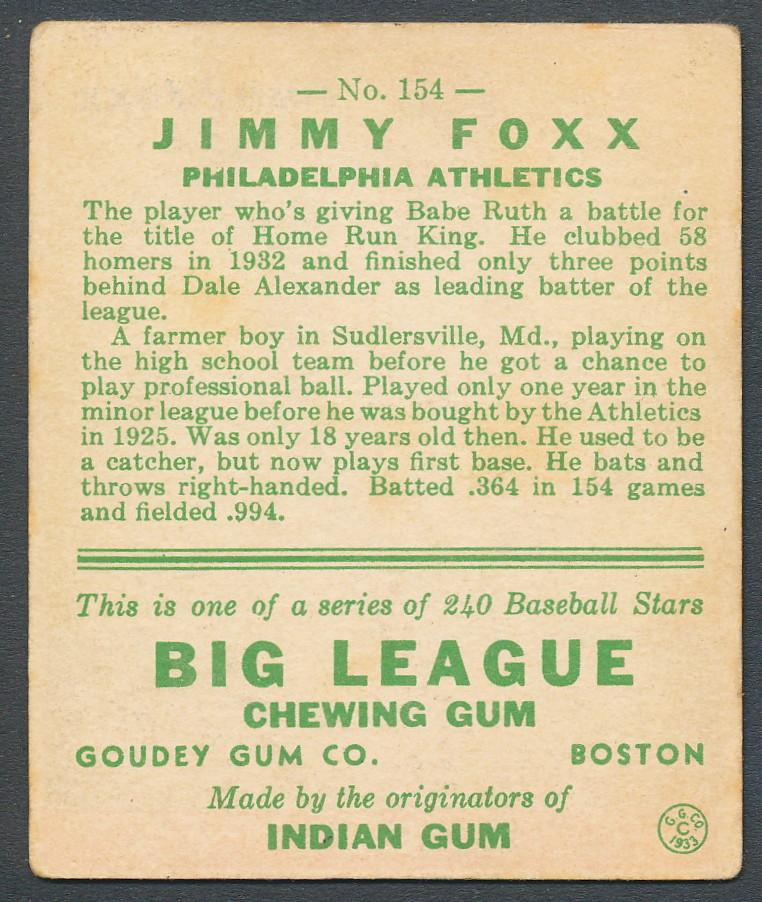 — No. 154 —
JIMMY FOXX
PHILADELPHIA ATHLETICS
The player who's giving Babe Ruth a battle for
the title of Home Run King. He clubbed 58
homers in 1932 and finished only three points
behind Dale Alexander as leading batter of the
league.
A farmer boy in Sudlersville, Md., playing on
the high school team before he got a chance to
play professional ball. Played only one year in the
minor league before he was bought by the Athletics
in 1925. Was only 18 years old then. He used to be
a catcher, but now plays first base. He bats and
throws right-handed. Batted .364 in 154 games
and fielded .994.
This is one of a series of 240 Baseball Stars
BIG LEAGUE
CHEWING GUM
GOUDEY GUM CO. BOSTON
Made by the originators of
INDIAN GUM
G. G. CO.
C
1933